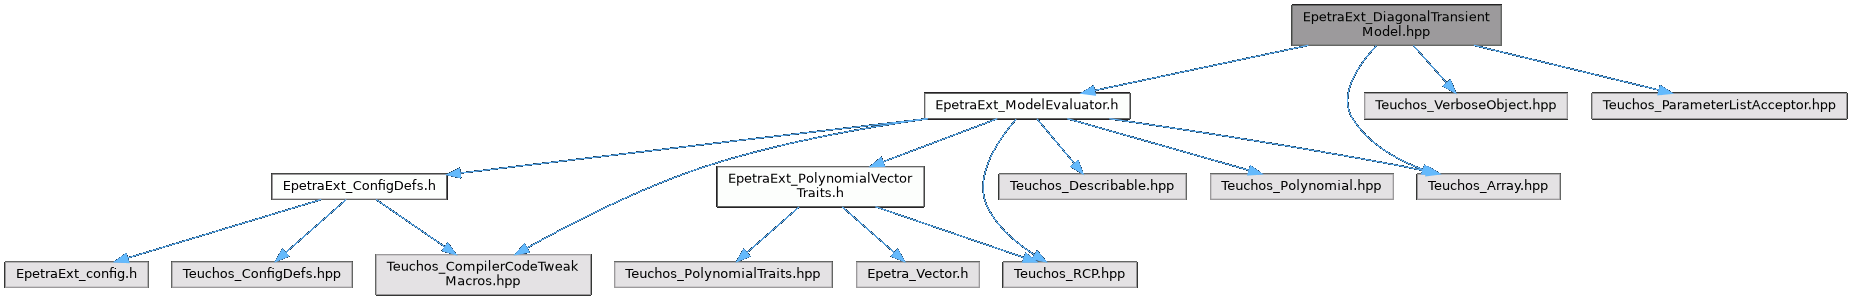 EpetraExt_DiagonalTransient
Model.hpp
EpetraExt_ModelEvaluator.h
Teuchos_VerboseObject.hpp
Teuchos_ParameterListAcceptor.hpp
EpetraExt_ConfigDefs.h
EpetraExt_PolynomialVector
Traits.h
Teuchos_Describable.hpp
Teuchos_Polynomial.hpp
Teuchos_Array.hpp
EpetraExt_config.h
Teuchos_ConfigDefs.hpp
Teuchos_CompilerCodeTweak
Macros.hpp
Teuchos_PolynomialTraits.hpp
Epetra_Vector.h
Teuchos_RCP.hpp